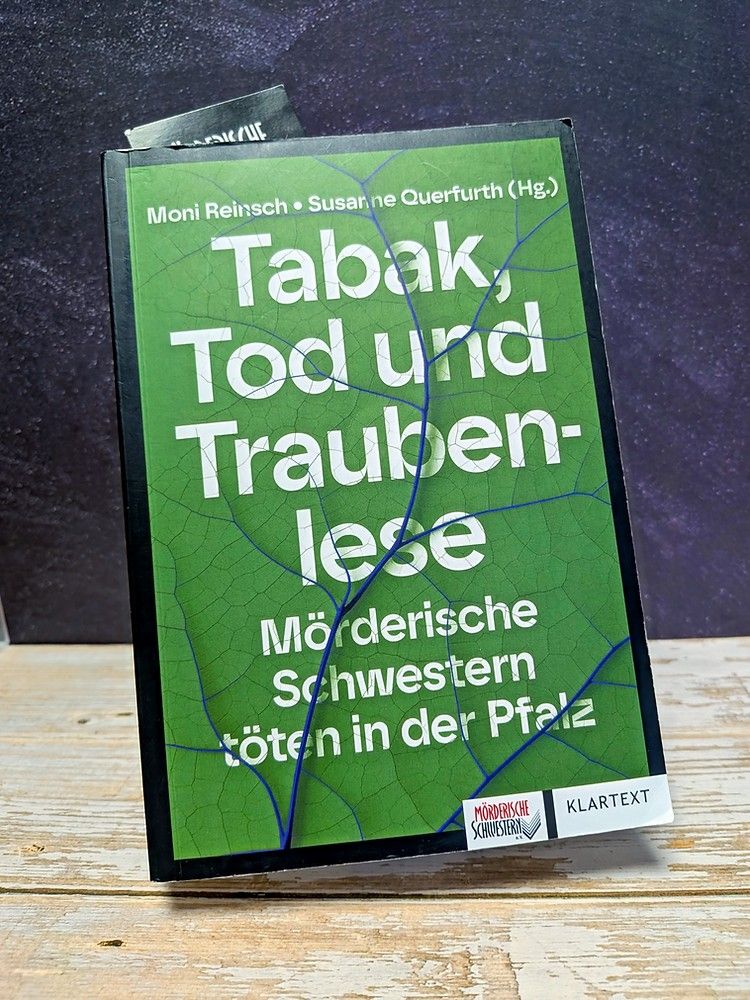 MÖRDERISCHE
Moni Reinsch • Susanne Querfurth (Hg.)
Tabak,
Tod und
Trauben-
lese
Mörderische
Schwestern
töten in der Pfalz
MÖRDERISCHE
SCHWESTERN
e.V.
KLARTEXT